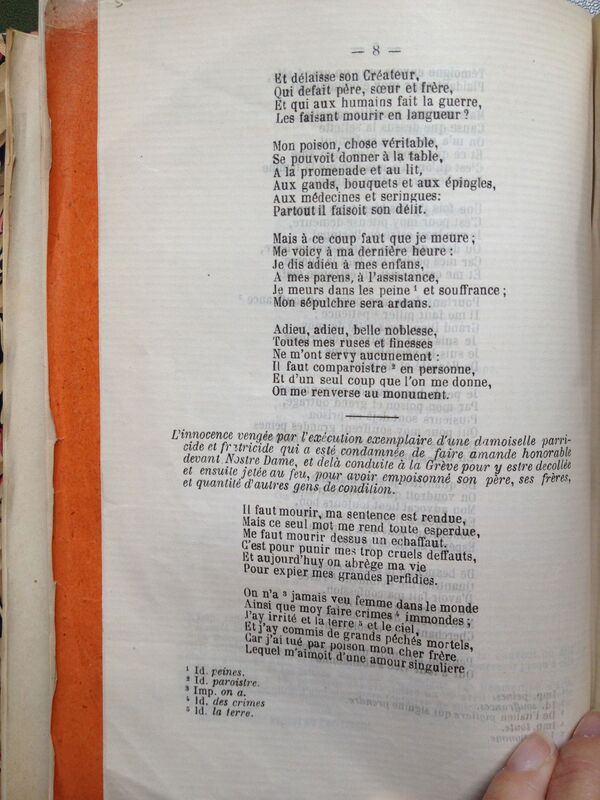 — 8 —
Et délaisse son Créateur,
Qui defait père, sœur et frère,
Et qui aux humains fait la guerre,
Les faisant mourir en langueur ?
Mon poison, chose véritable,
Se pouvoit donner à la table,
A la promenade et au lit,
Aux gands, bouquets et aux épingles,
Aux médecines et seringues:
Partout il faisoit son délit.
Mais à ce coup faut que je meure ;
Me voicy à ma dernière heure :
Je dis adieu à mes enfans,
A mes parens, à l'assistance,
Je meurs dans les peine ¹ et souffrance ;
Mon sépulchre sera ardans.
Adieu, adieu, belle noblesse,
Toutes mes ruses et finesses
Ne m'ont servy aucunement :
Il faut comparoistre ² en personne,
Et d'un seul coup que l'on me donne,
On me renverse au monument.
L'innocence vengée par l'exécution exemplaire d'une damoiselle parri-
cide et fratricide qui a esté condamnée de faire amande honorable
devant Nostre Dame, et delà conduite à la Grève pour y estre decollée
et ensuite jetée au feu, pour avoir empoisonné son père, ses frères,
et quantité d'autres gens de condition.
Il faut mourir, ma sentence est rendue,
Mais ce seul mot me rend toute esperdue,
Me faut mourir dessus un echaffaut.
C'est pour punir mes trop cruels deffauts,
Et aujourd'huy on abrège ma vie
Pour expier mes grandes perfidies.
On n'a ³ jamais veu femme dans le monde
Ainsi que moy faire crimes ⁴ immondes ;
J'ay irrité et la terre ⁵ et le ciel,
Et j'ay commis de grands péchés mortels,
Car j'ai tué par poison mon cher frère
Lequel m'aimoit d'une amour singuliere
¹ Id. peines.
² Id. paroistre.
³ Imp. on a.
⁴ Id. des crimes
⁵ Id. la terre.